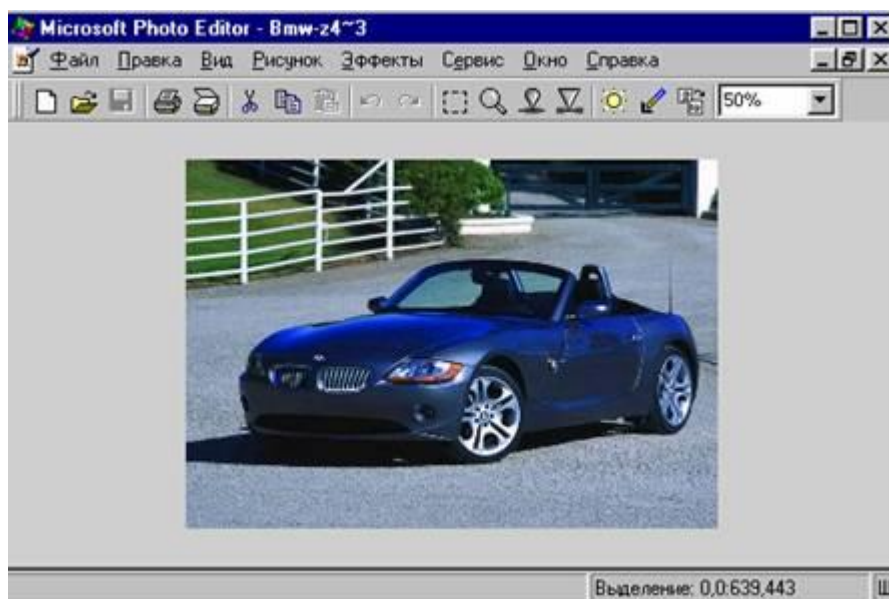 Microsoft Photo Editor - Bmw-z4~3
Файл Правка Вид Рисунок Эффекты Сервис Окно Справка
50%
Выделение: 0,0:639,443